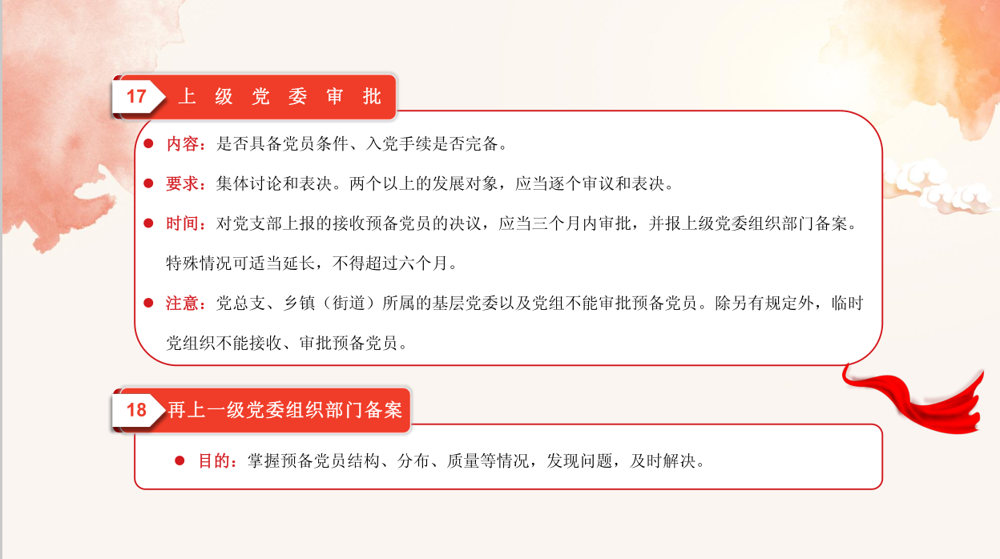 17 上级党委审批
内容：是否具备党员条件、入党手续是否完备。
要求：集体讨论和表决。两个以上的发展对象，应当逐个审议和表决。
时间：对党支部上报的接收预备党员的决议，应当三个月内审批，并报上级党委组织部门备案。
特殊情况可适当延长，不得超过六个月。
注意：党总支、乡镇（街道）所属的基层党委以及党组不能审批预备党员。除另有规定外，临时
党组织不能接收、审批预备党员。
18 再上一级党委组织部门备案
目的：掌握预备党员结构、分布、质量等情况，发现问题，及时解决。